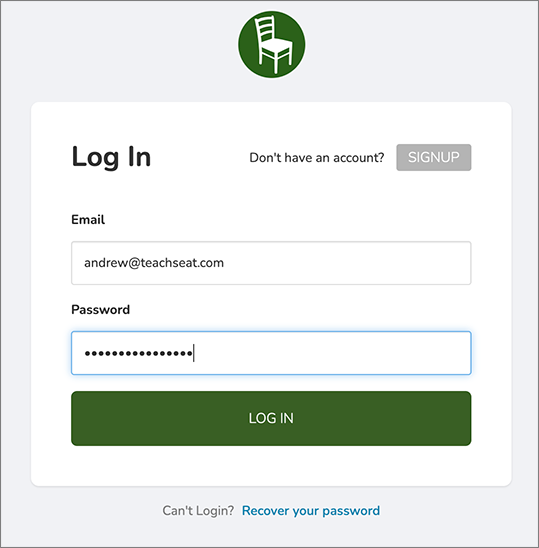 Log In
Don't have an account? SIGNUP
Email
andrew@teachseat.com
Password
••••••••••••••••
LOG IN
Can't Login? Recover your password